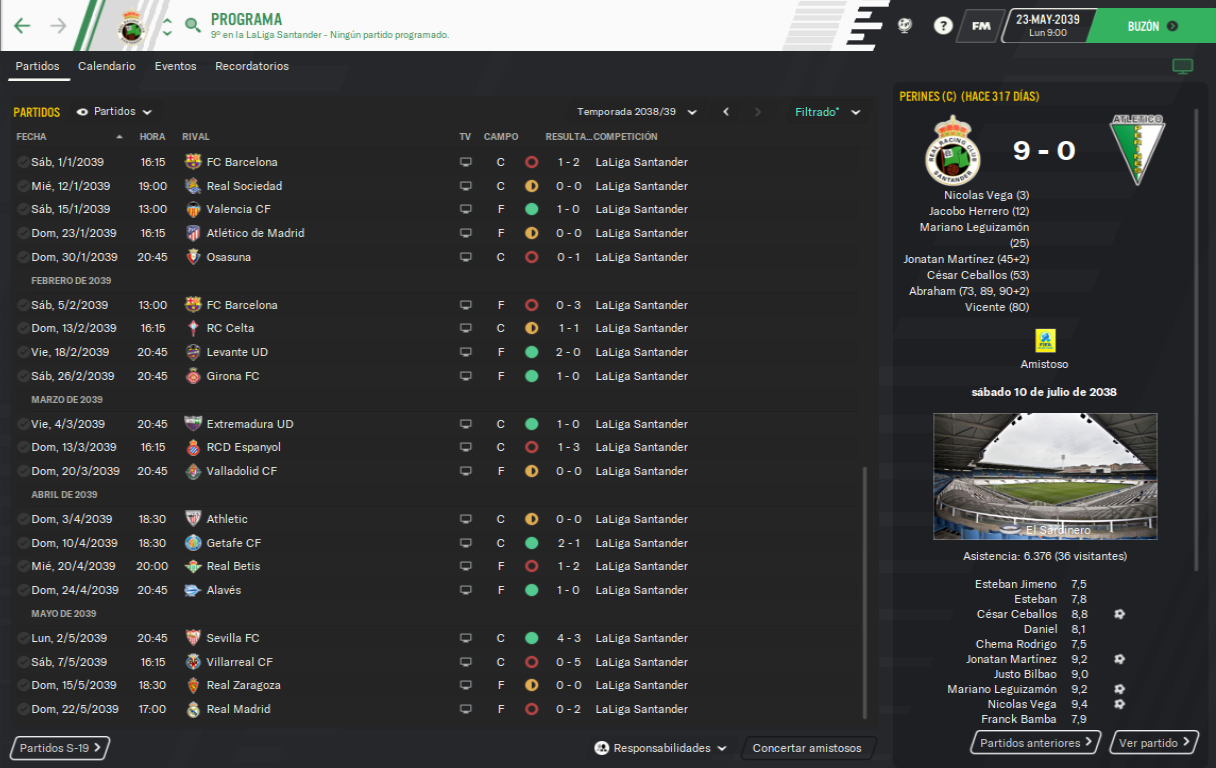 PROGRAMA
9º en la LaLiga Santander - Ningún partido programado.
FM
23-MAY-2039
Lun 9:00
BUZÓN
Partidos Calendario Eventos Recordatorios
PARTIDOS Partidos Temporada 2038/39 Filtrado*
FECHA HORA RIVAL TV CAMPO RESULTA... COMPETICIÓN
Sáb, 1/1/2039 16:15 FC Barcelona C 1 - 2 LaLiga Santander
Mié, 12/1/2039 19:00 Real Sociedad C 0 - 0 LaLiga Santander
Sáb, 15/1/2039 13:00 Valencia CF F 1 - 0 LaLiga Santander
Dom, 23/1/2039 16:15 Atlético de Madrid F 0 - 0 LaLiga Santander
Dom, 30/1/2039 20:45 Osasuna C 0 - 1 LaLiga Santander
FEBRERO DE 2039
Sáb, 5/2/2039 13:00 FC Barcelona F 0 - 3 LaLiga Santander
Dom, 13/2/2039 16:15 RC Celta C 1 - 1 LaLiga Santander
Vie, 18/2/2039 20:45 Levante UD F 2 - 0 LaLiga Santander
Sáb, 26/2/2039 20:45 Girona FC F 1 - 0 LaLiga Santander
MARZO DE 2039
Vie, 4/3/2039 20:45 Extremadura UD C 1 - 0 LaLiga Santander
Dom, 13/3/2039 16:15 RCD Espanyol C 1 - 3 LaLiga Santander
Dom, 20/3/2039 20:45 Valladolid CF F 0 - 0 LaLiga Santander
ABRIL DE 2039
Dom, 3/4/2039 18:30 Athletic C 0 - 0 LaLiga Santander
Dom, 10/4/2039 18:30 Getafe CF C 2 - 1 LaLiga Santander
Mié, 20/4/2039 20:00 Real Betis F 1 - 2 LaLiga Santander
Dom, 24/4/2039 20:45 Alavés F 1 - 0 LaLiga Santander
MAYO DE 2039
Lun, 2/5/2039 20:45 Sevilla FC C 4 - 3 LaLiga Santander
Sáb, 7/5/2039 16:15 Villarreal CF C 0 - 5 LaLiga Santander
Dom, 15/5/2039 18:30 Real Zaragoza F 0 - 0 LaLiga Santander
Dom, 22/5/2039 17:00 Real Madrid F 0 - 2 LaLiga Santander
Partidos S-19 Responsabilidades Concertar amistosos
PERINES (C) (HACE 317 DÍAS)
REAL RACING CLUB
SANTANDER
9 - 0
ATLETICO
Nicolas Vega (3)
Jacobo Herrero (12)
Mariano Leguizamón
(25)
Jonatan Martínez (45+2)
César Ceballos (53)
Abraham (73, 89, 90+2)
Vicente (80)
Amistoso
sábado 10 de julio de 2038
El Sardinero
Asistencia: 6.376 (36 visitantes)
Esteban Jimeno 7,5
Esteban 7,8
César Ceballos 8,8
Daniel 8,1
Chema Rodrigo 7,5
Jonatan Martínez 9,2
Justo Bilbao 9,0
Mariano Leguizamón 9,2
Nicolas Vega 9,4
Franck Bamba 7,9
Partidos anteriores Ver partido